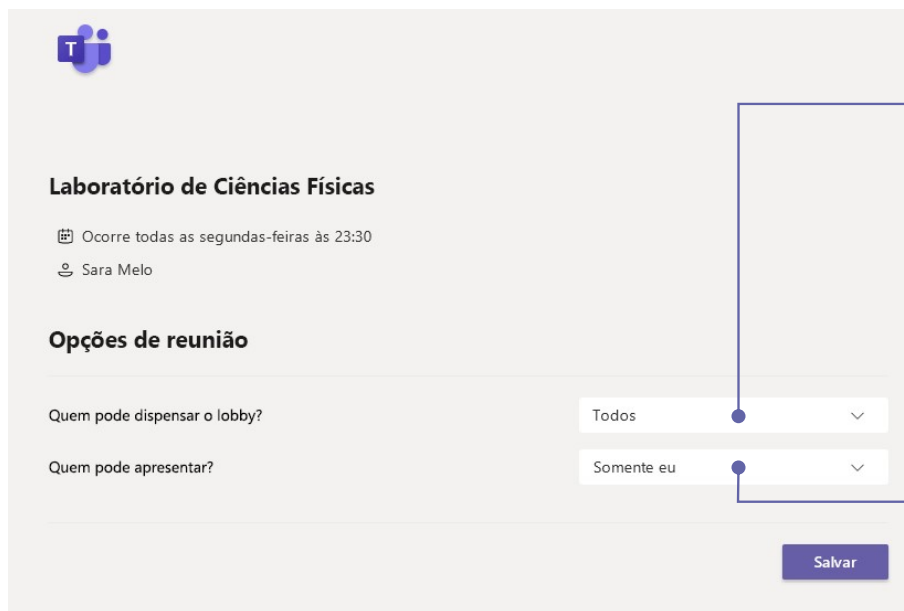 T
Laboratório de Ciências Físicas
Ocorre todas as segundas-feiras às 23:30
Sara Melo
Opções de reunião
Quem pode dispensar o lobby?
Todos
Quem pode apresentar?
Somente eu
Salvar